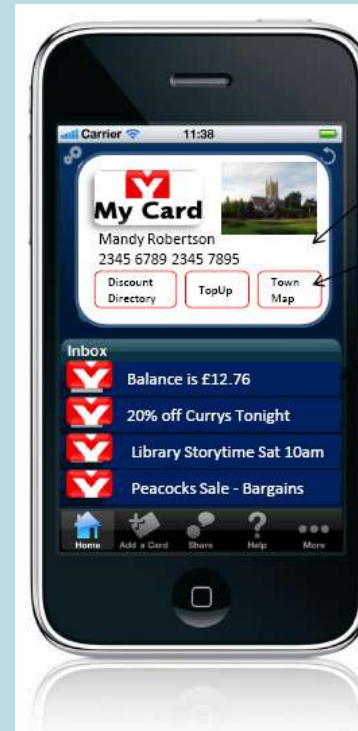 Carrier 11:38
My Card
Mandy Robertson
2345 6789 2345 7895
Discount
Directory
TopUp
Town
Map
Inbox
Balance is £12.76
20% off Currys Tonight
Library Storytime Sat 10am
Peacocks Sale - Bargains
Home Add a Card Share Help More